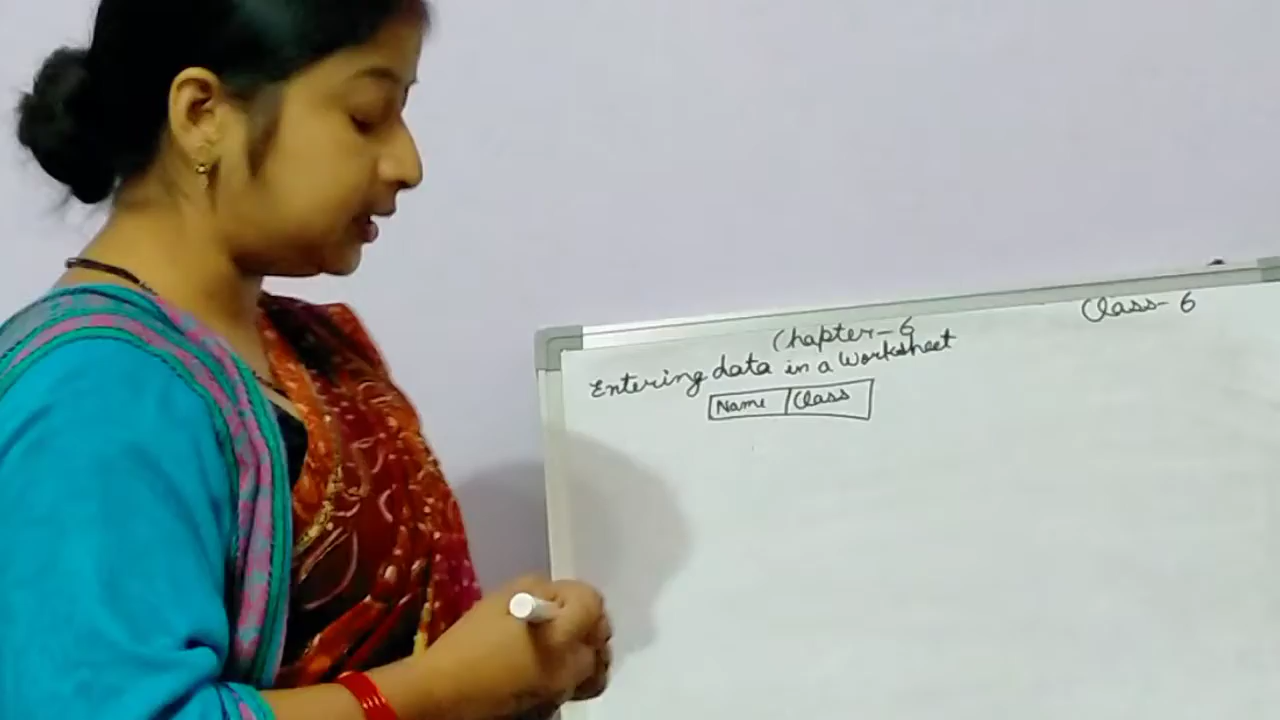 Class- 6
Chapter- 6
Entering data in a Worksheet
Name Class